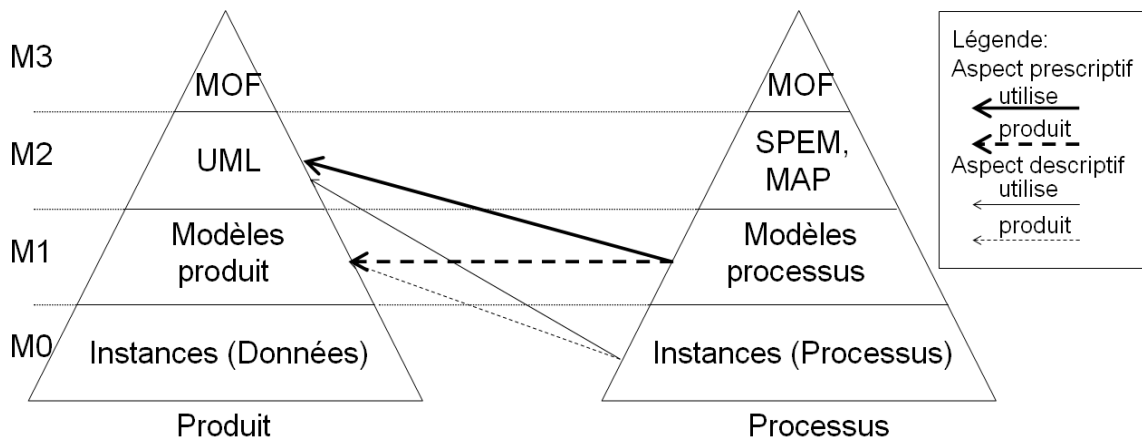 M3
MOF
MOF
M2
UML
SPEM,
MAP
M1
Modèles
produit
Modèles
processus
M0
Instances (Données)
Instances (Processus)
Produit
Processus
Légende:
Aspect prescriptif
utilise
produit
Aspect descriptif
utilise
produit